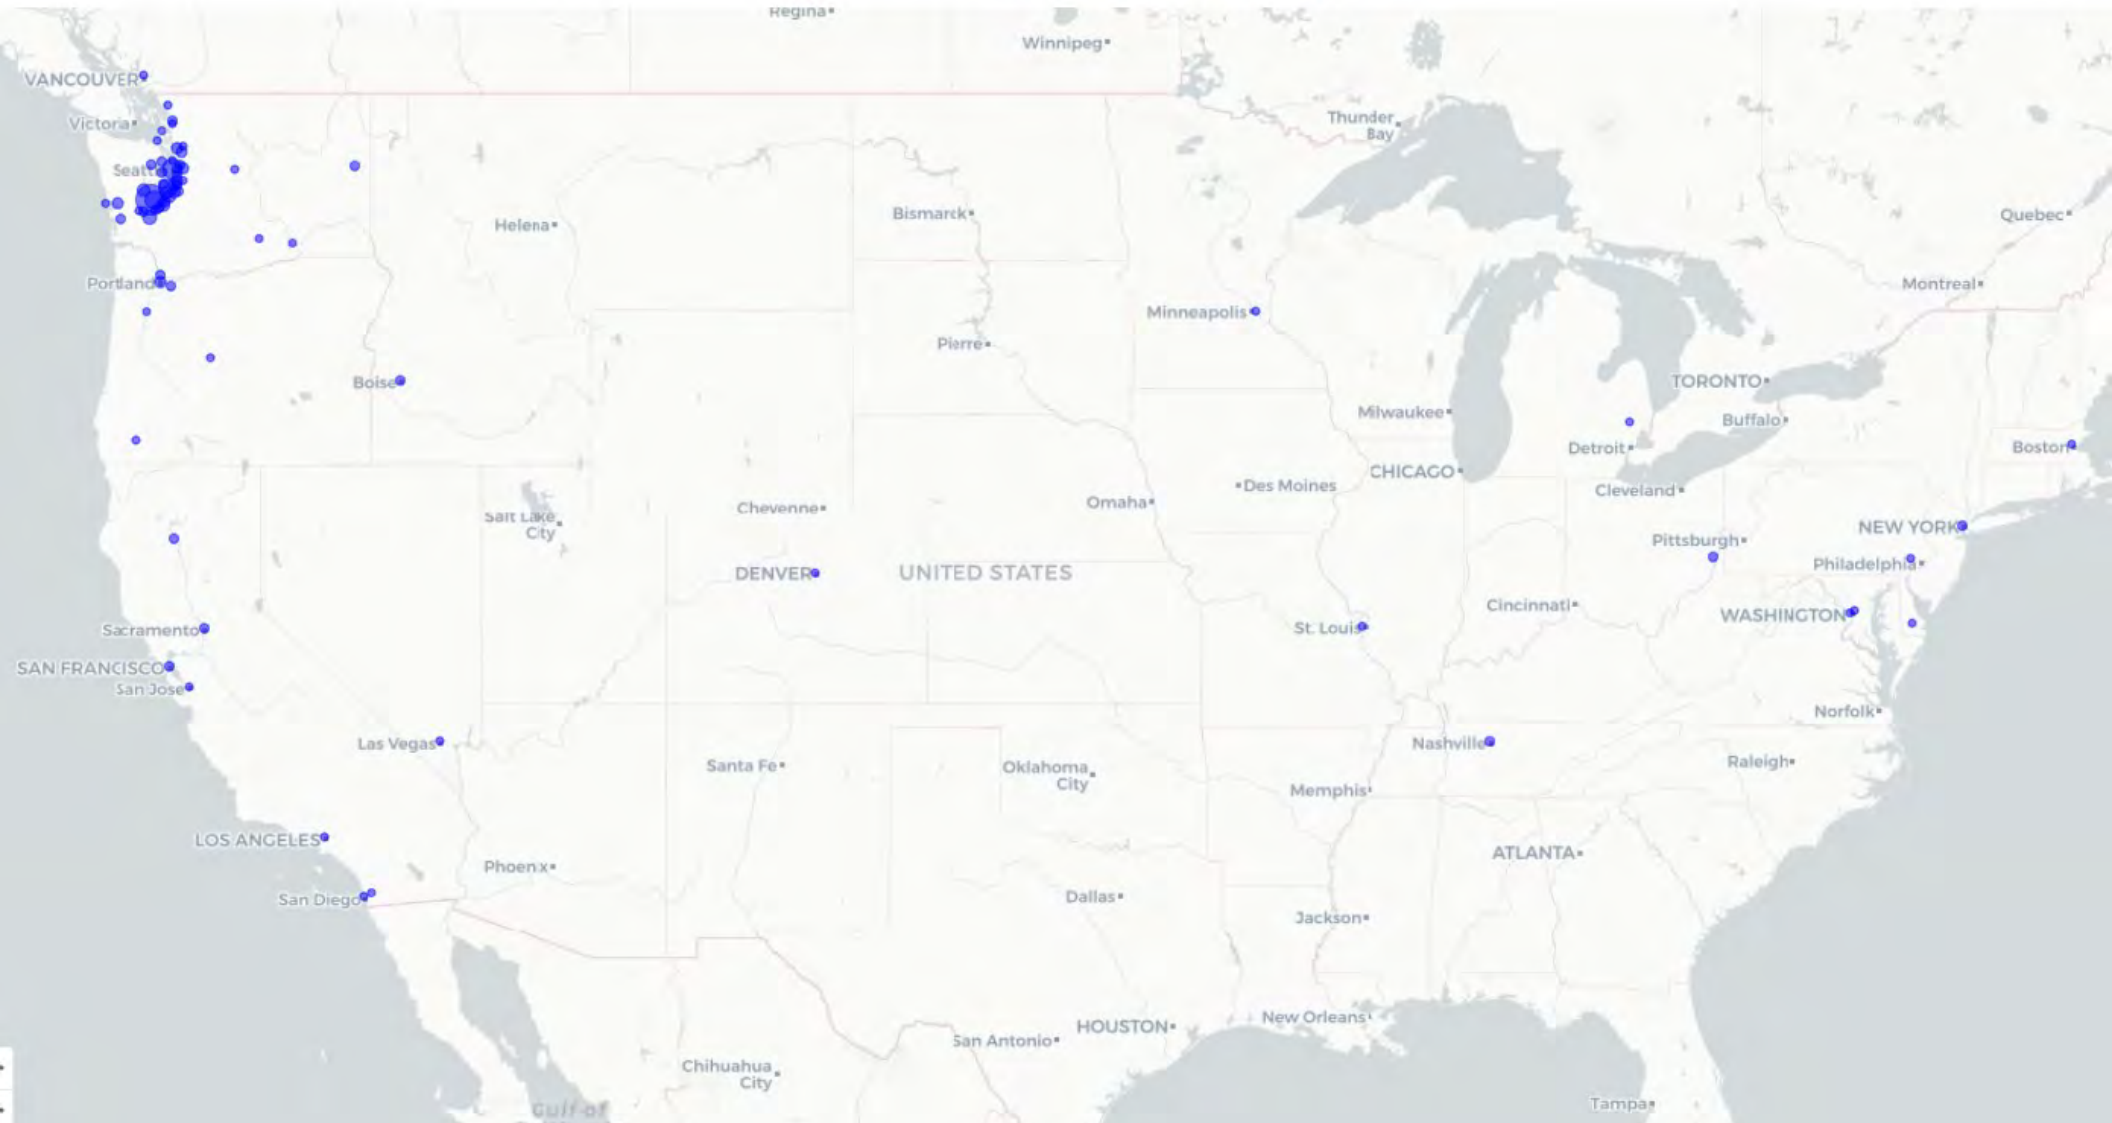 Regina
Winnipeg
VANCOUVER
Victoria
Thunder
Bay
Seatt
Quebec
Bismarck
Helena
Portland
Montreal
Minneapolis
Pierre
Boise
TORONTO
Milwaukee
Buffalo
Detroit
Boston
CHICAGO
Des Moines
Cleveland
Omaha
Cheyenne
Salt Lake
City
NEW YORK
Pittsburgh
Philadelphia
DENVER
UNITED STATES
Cincinnati
WASHINGTON
Sacramento
St. Louis
SAN FRANCISCO
San Jose
Norfolk
Las Vegas
Nashville
Santa Fe
Oklahoma
City
Raleigh
Memphis
LOS ANGELES
Phoenix
ATLANTA
San Diego
Dallas
Jackson
New Orleans
HOUSTON
San Antonio
Chihuahua
City
Gulf of
Tampa